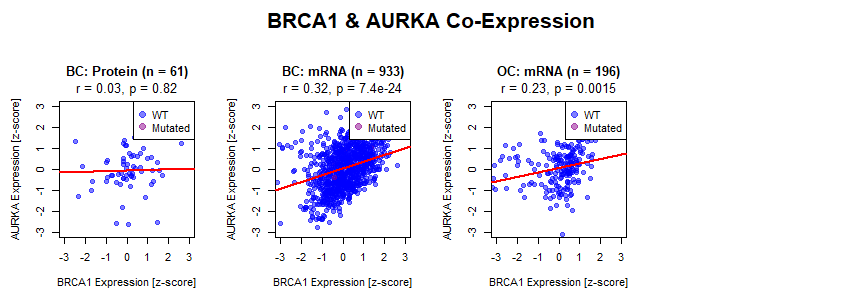 BRCA1 & AURKA Co-Expression
BC: Protein (n = 61)
r = 0.03, p = 0.82
AURKA Expression [z-score]
3
2
1
0
-1
-2
-3
WT
Mutated
-3 -2 -1 0 1 2 3
BRCA1 Expression [z-score]
BC: mRNA (n = 933)
r = 0.32, p = 7.4e-24
AURKA Expression [z-score]
3
2
1
0
-1
-2
-3
WT
Mutated
-3 -2 -1 0 1 2 3
BRCA1 Expression [z-score]
OC: mRNA (n = 196)
r = 0.23, p = 0.0015
AURKA Expression [z-score]
3
2
1
0
-1
-2
-3
WT
Mutated
-3 -2 -1 0 1 2 3
BRCA1 Expression [z-score]